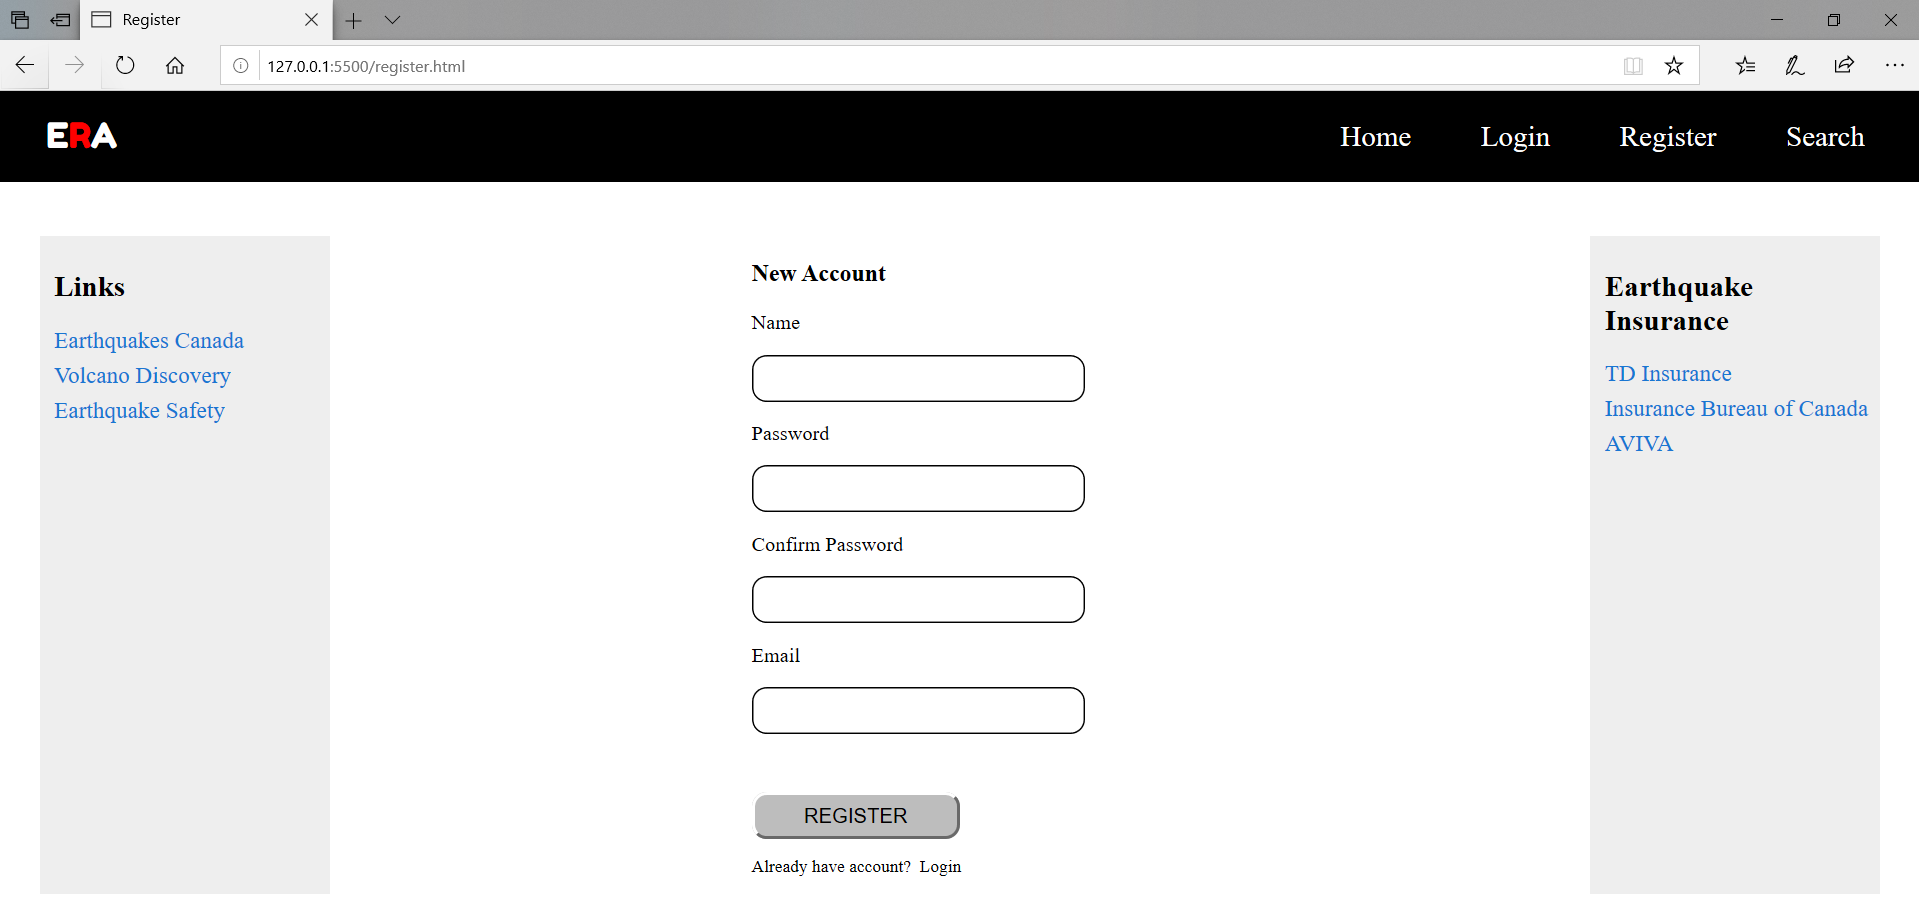 Register
127.0.0.1:5500/register.html
ERA
Home Login Register Search
Links
Earthquakes Canada
Volcano Discovery
Earthquake Safety
New Account
Name
Password
Confirm Password
Email
REGISTER
Already have account? Login
Earthquake
Insurance
TD Insurance
Insurance Bureau of Canada
AVIVA